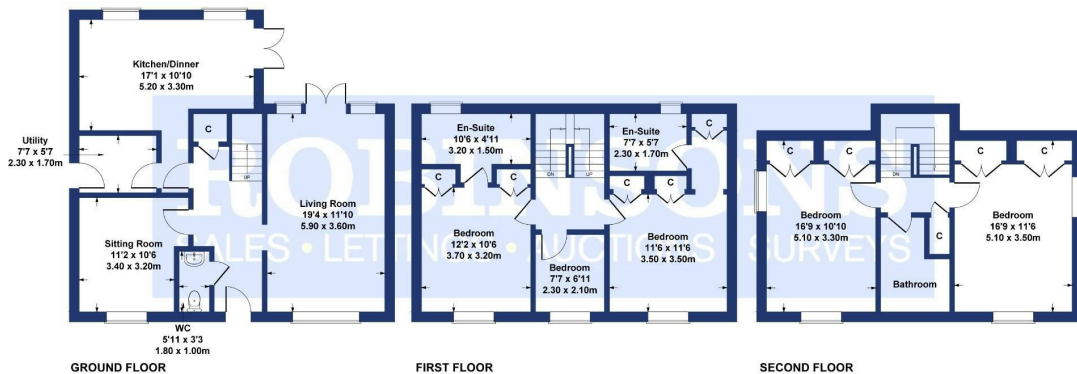 Kitchen/Dinner
17'1 x 10'10
5.20 x 3.30m
Utility
7'7 x 5'7
2.30 x 1.70m
C
UP
Living Room
19'4 x 11'10
5.90 x 3.60m
Sitting Room
11'2 x 10'6
3.40 x 3.20m
WC
5'11 x 3'3
1.80 x 1.00m
GROUND FLOOR
En-Suite
10'6 x 4'11
3.20 x 1.50m
En-Suite
7'7 x 5'7
2.30 x 1.70m
C
C
C
C
C
DN
UP
Bedroom
12'2 x 10'6
3.70 x 3.20m
Bedroom
7'7 x 6'11
2.30 x 2.10m
Bedroom
11'6 x 11'6
3.50 x 3.50m
FIRST FLOOR
C
C
C
C
DN
C
Bedroom
16'9 x 10'10
5.10 x 3.30m
Bedroom
16'9 x 11'6
5.10 x 3.50m
Bathroom
SECOND FLOOR
ROBINSONS
SALES • LETTINGS • AUCTIONS • SURVEYS